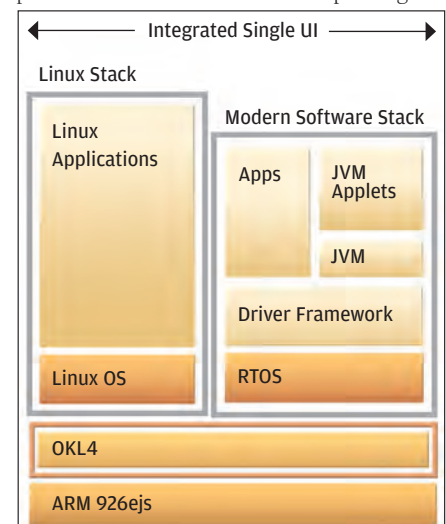 Integrated Single UI
Linux Stack
Linux
Applications
Linux OS
Modern Software Stack
Apps
JVM
Applets
JVM
Driver Framework
RTOS
OKL4
ARM 926ejs